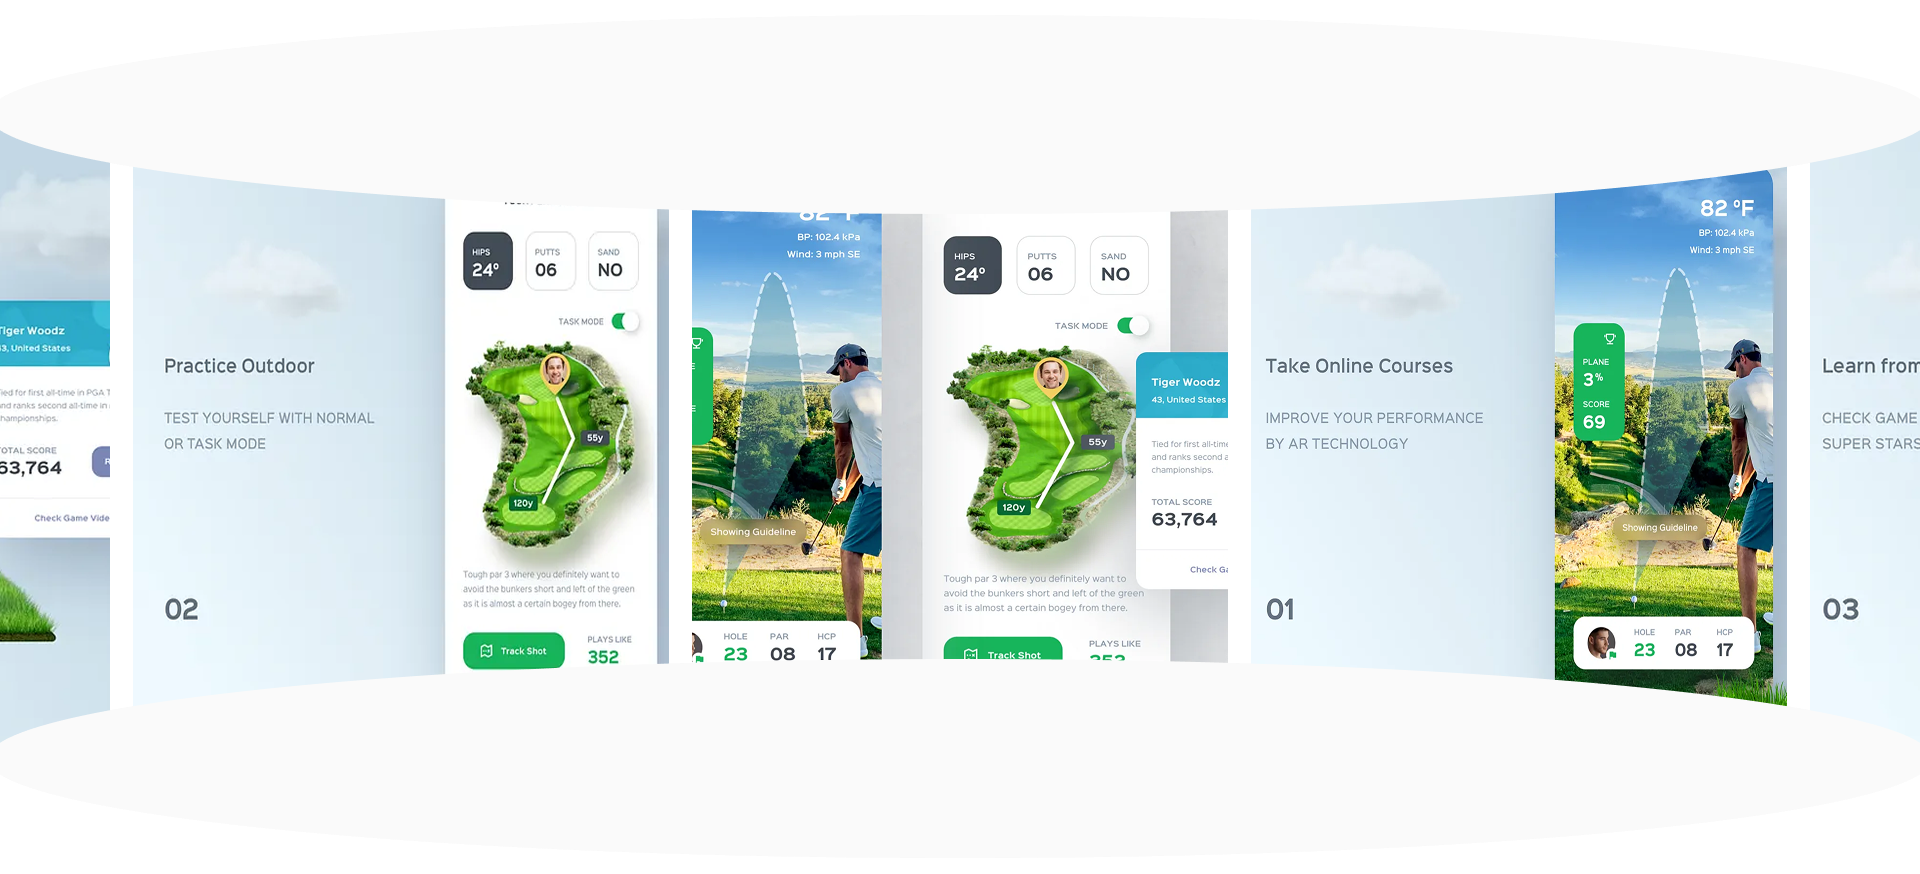 Tiger Woodz
43, United States
Tied for first all-time in PGA T
and ranks second all-time in
championships.
TOTAL SCORE
63,764
Check Game Vide
Practice Outdoor
TEST YOURSELF WITH NORMAL
OR TASK MODE
02
HIPS
24°
PUTTS
06
SAND
NO
TASK MODE
55y
120y
Tough par 3 where you definitely want to
avoid the bunkers short and left of the green
as it is almost a certain bogey from there.
Track Shot
PLAYS LIKE
352
82 °F
BP: 102.4 kPa
Wind: 3 mph SE
Showing Guideline
HOLE
23
PAR
08
HCP
17
HIPS
24°
PUTTS
06
SAND
NO
TASK MODE
55y
120y
Tough par 3 where you definitely want to
avoid the bunkers short and left of the green
as it is almost a certain bogey from there.
Track Shot
PLAYS LIKE
352
Tiger Woodz
43, United States
Tied for first all-time
and ranks second a
championships.
TOTAL SCORE
63,764
Check Ga
Take Online Courses
IMPROVE YOUR PERFORMANCE
BY AR TECHNOLOGY
01
82 °F
BP: 102.4 kPa
Wind: 3 mph SE
PLANE
3%
SCORE
69
Showing Guideline
HOLE
23
PAR
08
HCP
17
Learn from
CHECK GAME
SUPER STARS
03